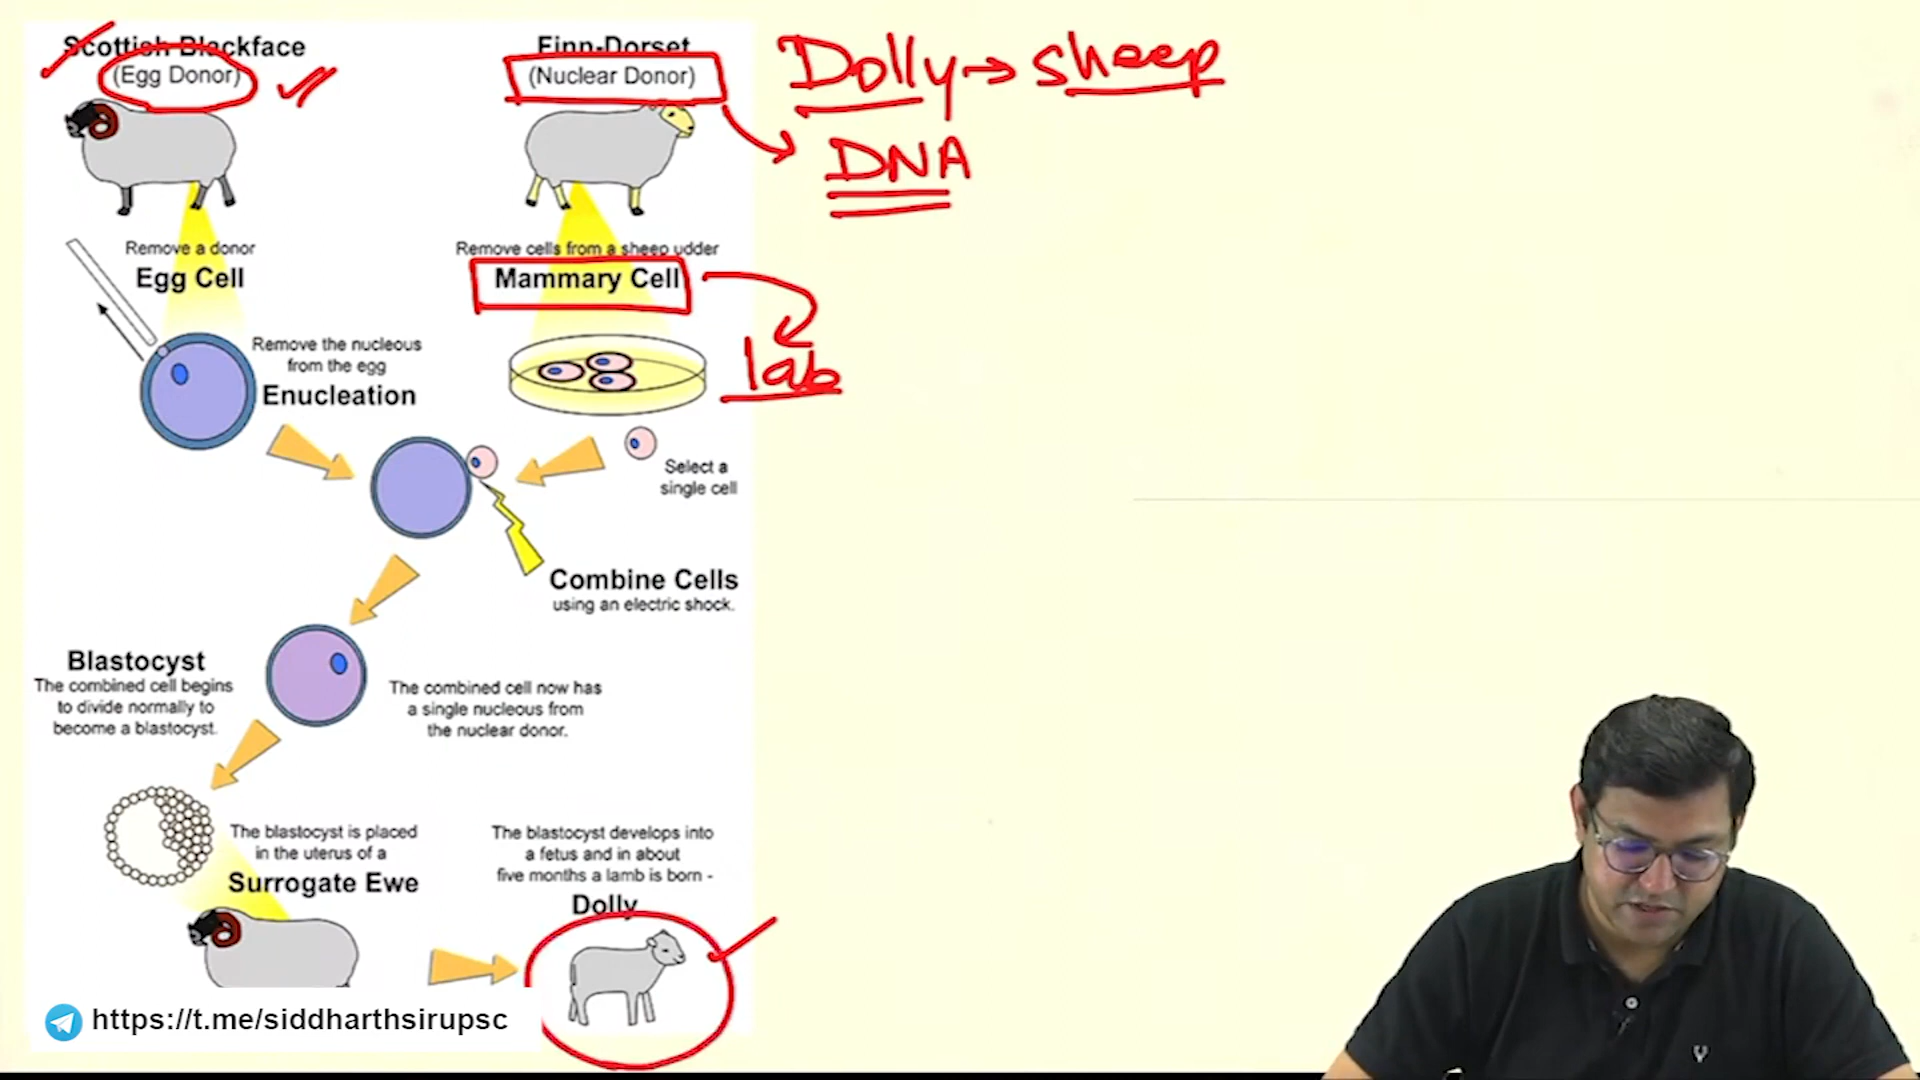 Scottish Blackface
(Egg Donor)
Finn-Dorset
(Nuclear Donor)
Dolly → sheep
DNA
Remove a donor
Egg Cell
Remove cells from a sheep udder
Mammary Cell
lab
Remove the nucleous
from the egg
Enucleation
Select a
single cell
Combine Cells
using an electric shock.
Blastocyst
The combined cell begins
to divide normally to
become a blastocyst.
The combined cell now has
a single nucleous from
the nuclear donor.
The blastocyst is placed
in the uterus of a
Surrogate Ewe
The blastocyst develops into
a fetus and in about
five months a lamb is born -
Dolly
https://t.me/siddharthsirupsc